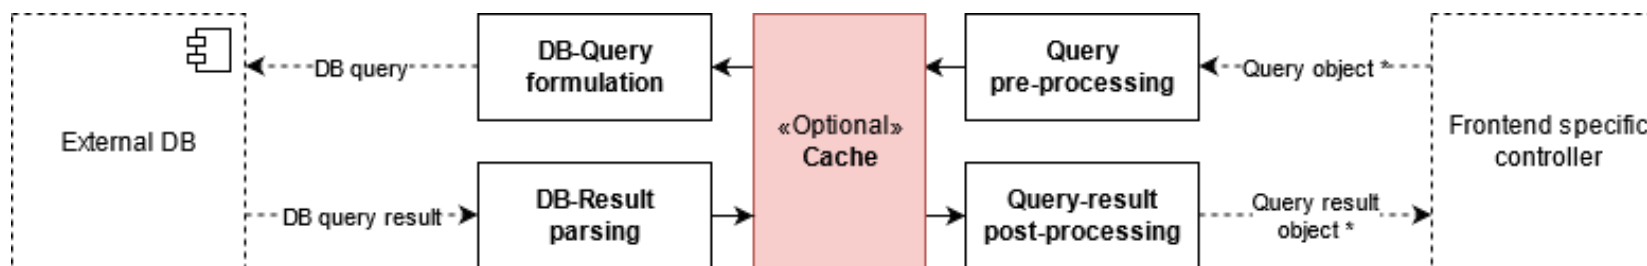 External DB
DB query
DB query result
DB-Query
formulation
DB-Result
parsing
«Optional»
Cache
Query
pre-processing
Query-result
post-processing
Query object *
Query result
object *
Frontend specific
controller